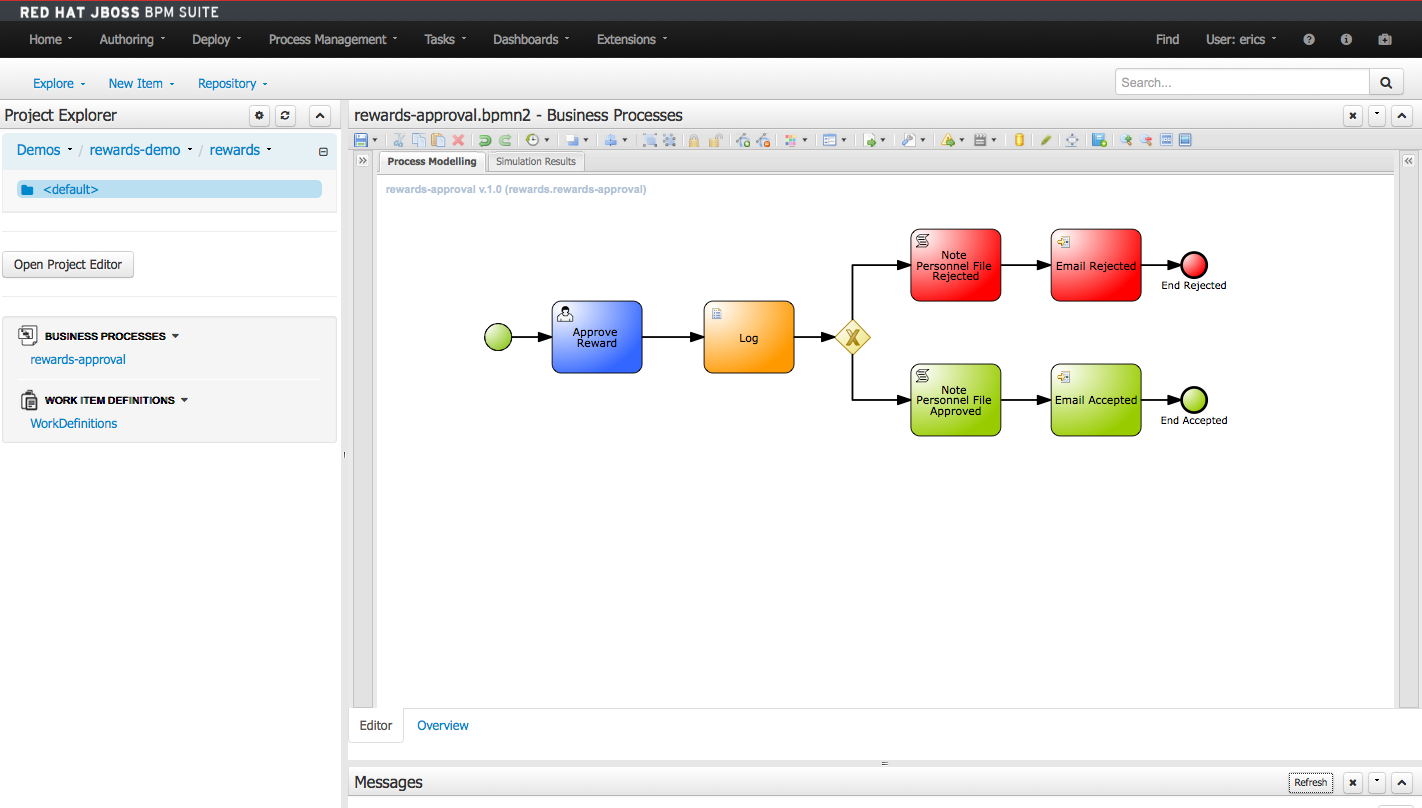 RED HAT JBOSS BPM SUITE
Home Authoring Deploy Process Management Tasks Dashboards Extensions Find User: erics
Explore New Item Repository Search...
Project Explorer
Demos / rewards-demo / rewards
<default>
Open Project Editor
BUSINESS PROCESSES
rewards-approval
WORK ITEM DEFINITIONS
WorkDefinitions
rewards-approval.bpmn2 - Business Processes
Process Modelling Simulation Results
rewards-approval v.1.0 (rewards.rewards-approval)
Approve
Reward
Log
X
Note
Personnel File
Rejected
Email Rejected
End Rejected
Note
Personnel File
Approved
Email Accepted
End Accepted
Editor Overview
Messages Refresh